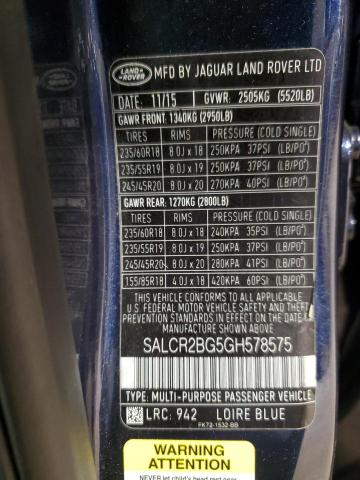 LAND ROVER
MFD BY JAGUAR LAND ROVER LTD
DATE: 11/15 GVWR: 2505KG (5520LB)
GAWR FRONT: 1340KG (2950LB)
TIRES RIMS PRESSURE (COLD SINGLE)
235/60R18 8.0J x 18 250KPA 37PSI (LB/PO²)
235/55R19 8.0J x 19 250KPA 37PSI (LB/PO²)
245/45R20 8.0J x 20 270KPA 40PSI (LB/PO²)
GAWR REAR: 1270KG (2800LB)
TIRES RIMS PRESSURE (COLD SINGLE)
235/60R18 8.0J x 18 240KPA 35PSI (LB/PO²)
235/55R19 8.0J x 19 250KPA 37PSI (LB/PO²)
245/45R20 8.0J x 20 280KPA 41PSI (LB/PO²)
155/85R18 4.0J x 18 420KPA 60PSI (LB/PO²)
THIS VEHICLE CONFORMS TO ALL APPLICABLE
U.S. FEDERAL MOTOR VEHICLE SAFETY, BUMPER
AND THEFT PREVENTION STANDARDS IN EFFECT
ON THE DATE OF MANUFACTURE SHOWN ABOVE
SALCR2BG5GH578575
TYPE: MULTI-PURPOSE PASSENGER VEHICLE
LRC: 942 LOIRE BLUE
FK72-1532-BB
WARNING
ATTENTION
NEVER let child's head rest near